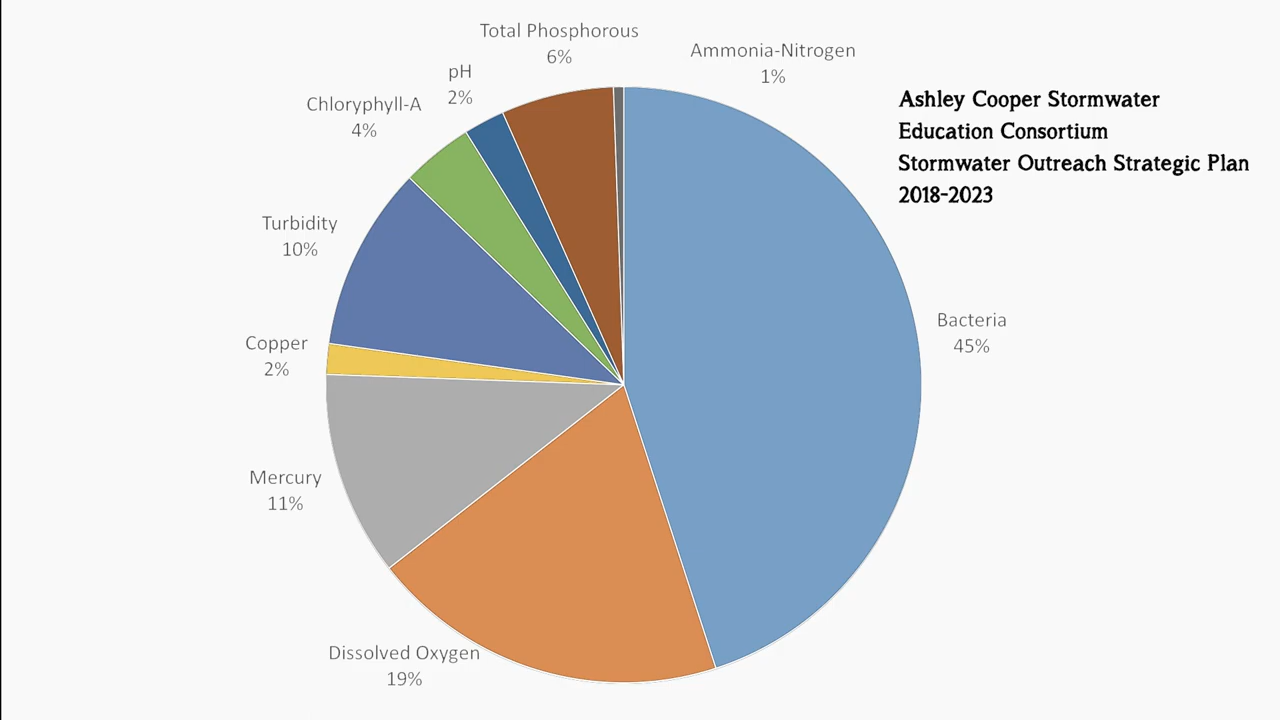 Total Phosphorous
6%
Ammonia-Nitrogen
1%
pH
2%
Chloryphyll-A
4%
Ashley Cooper Stormwater
Education Consortium
Stormwater Outreach Strategic Plan
2018-2023
Turbidity
10%
Bacteria
45%
Copper
2%
Mercury
11%
Dissolved Oxygen
19%